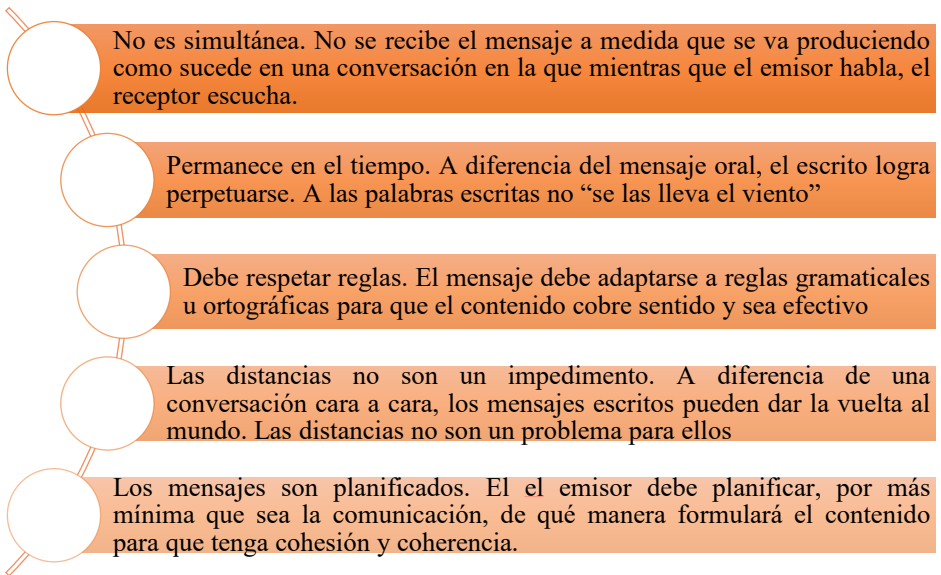 No es simultánea. No se recibe el mensaje a medida que se va produciendo
como sucede en una conversación en la que mientras que el emisor habla, el
receptor escucha.
Permanece en el tiempo. A diferencia del mensaje oral, el escrito logra
perpetuarse. A las palabras escritas no “se las lleva el viento”
Debe respetar reglas. El mensaje debe adaptarse a reglas gramaticales
u ortográficas para que el contenido cobre sentido y sea efectivo
Las distancias no son un impedimento. A diferencia de una
conversación cara a cara, los mensajes escritos pueden dar la vuelta al
mundo. Las distancias no son un problema para ellos
Los mensajes son planificados. El el emisor debe planificar, por más
mínima que sea la comunicación, de qué manera formulará el contenido
para que tenga cohesión y coherencia.